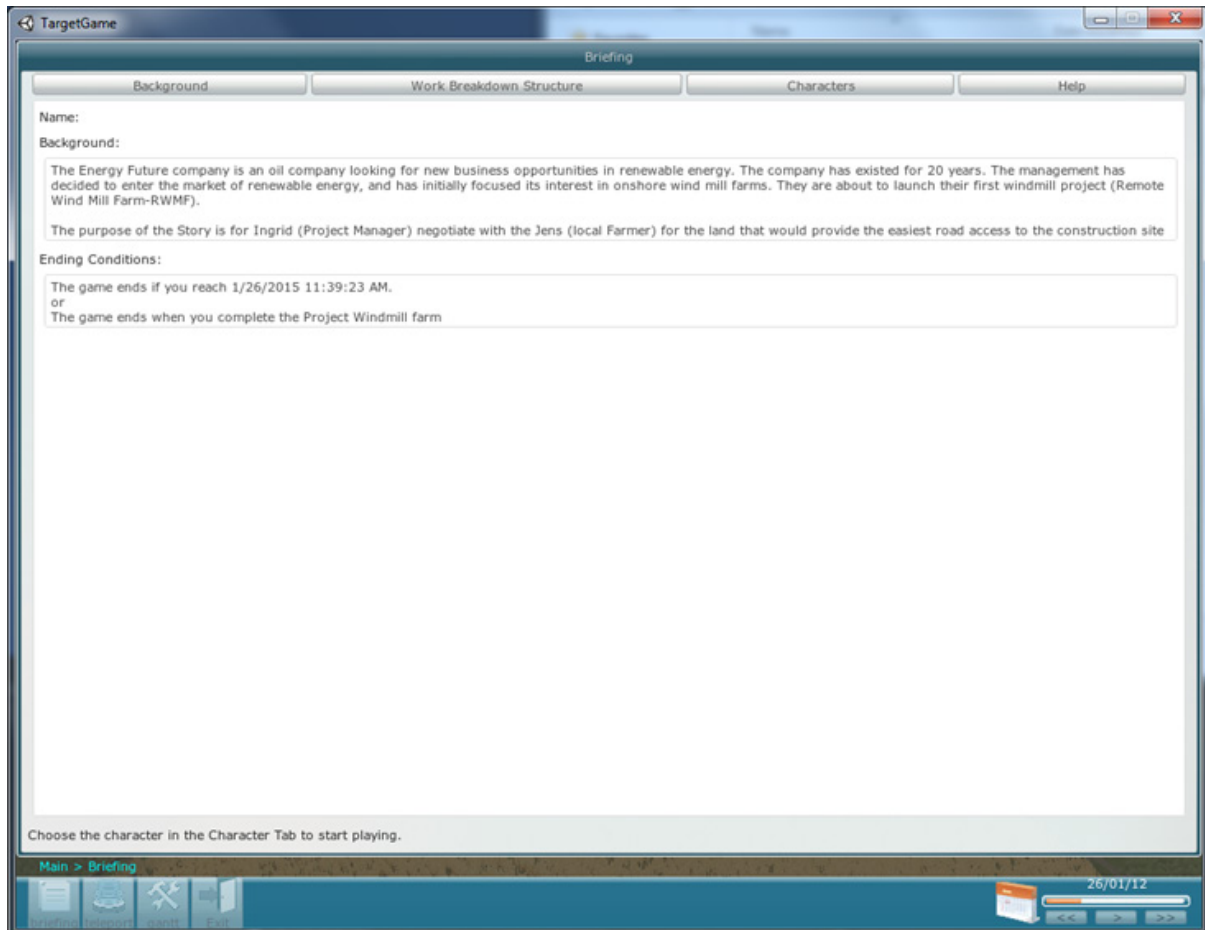 TargetGame
Briefing
Background
Work Breakdown Structure
Characters
Help
Name:
Background:
The Energy Future company is an oil company looking for new business opportunities in renewable energy. The company has existed for 20 years. The management has
decided to enter the market of renewable energy, and has initially focused its interest in onshore wind mill farms. They are about to launch their first windmill project (Remote
Wind Mill Farm-RWMF).
The purpose of the Story is for Ingrid (Project Manager) negotiate with the Jens (local Farmer) for the land that would provide the easiest road access to the construction site
Ending Conditions:
The game ends if you reach 1/26/2015 11:39:23 AM.
or
The game ends when you complete the Project Windmill farm
Choose the character in the Character Tab to start playing.
Main > Briefing
briefing teleport gantt Exit
26/01/12
<< > >>